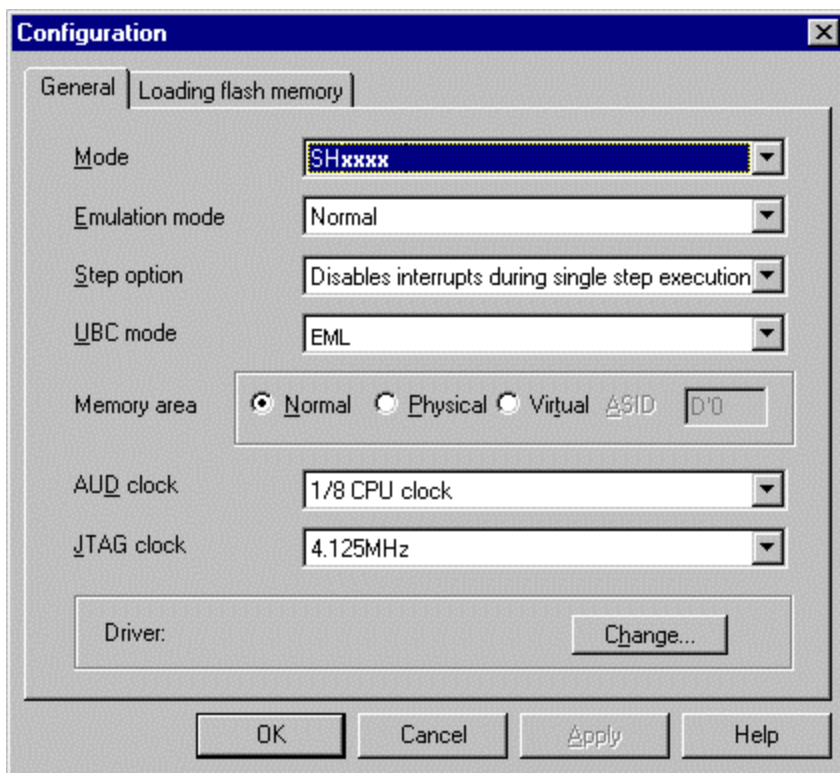 Configuration
General Loading flash memory
Mode SHxxxx
Emulation mode Normal
Step option Disables interrupts during single step execution
UBC mode EML
Memory area Normal Physical Virtual ASID D'0
AUD clock 1/8 CPU clock
JTAG clock 4.125MHz
Driver: Change...
OK Cancel Apply Help